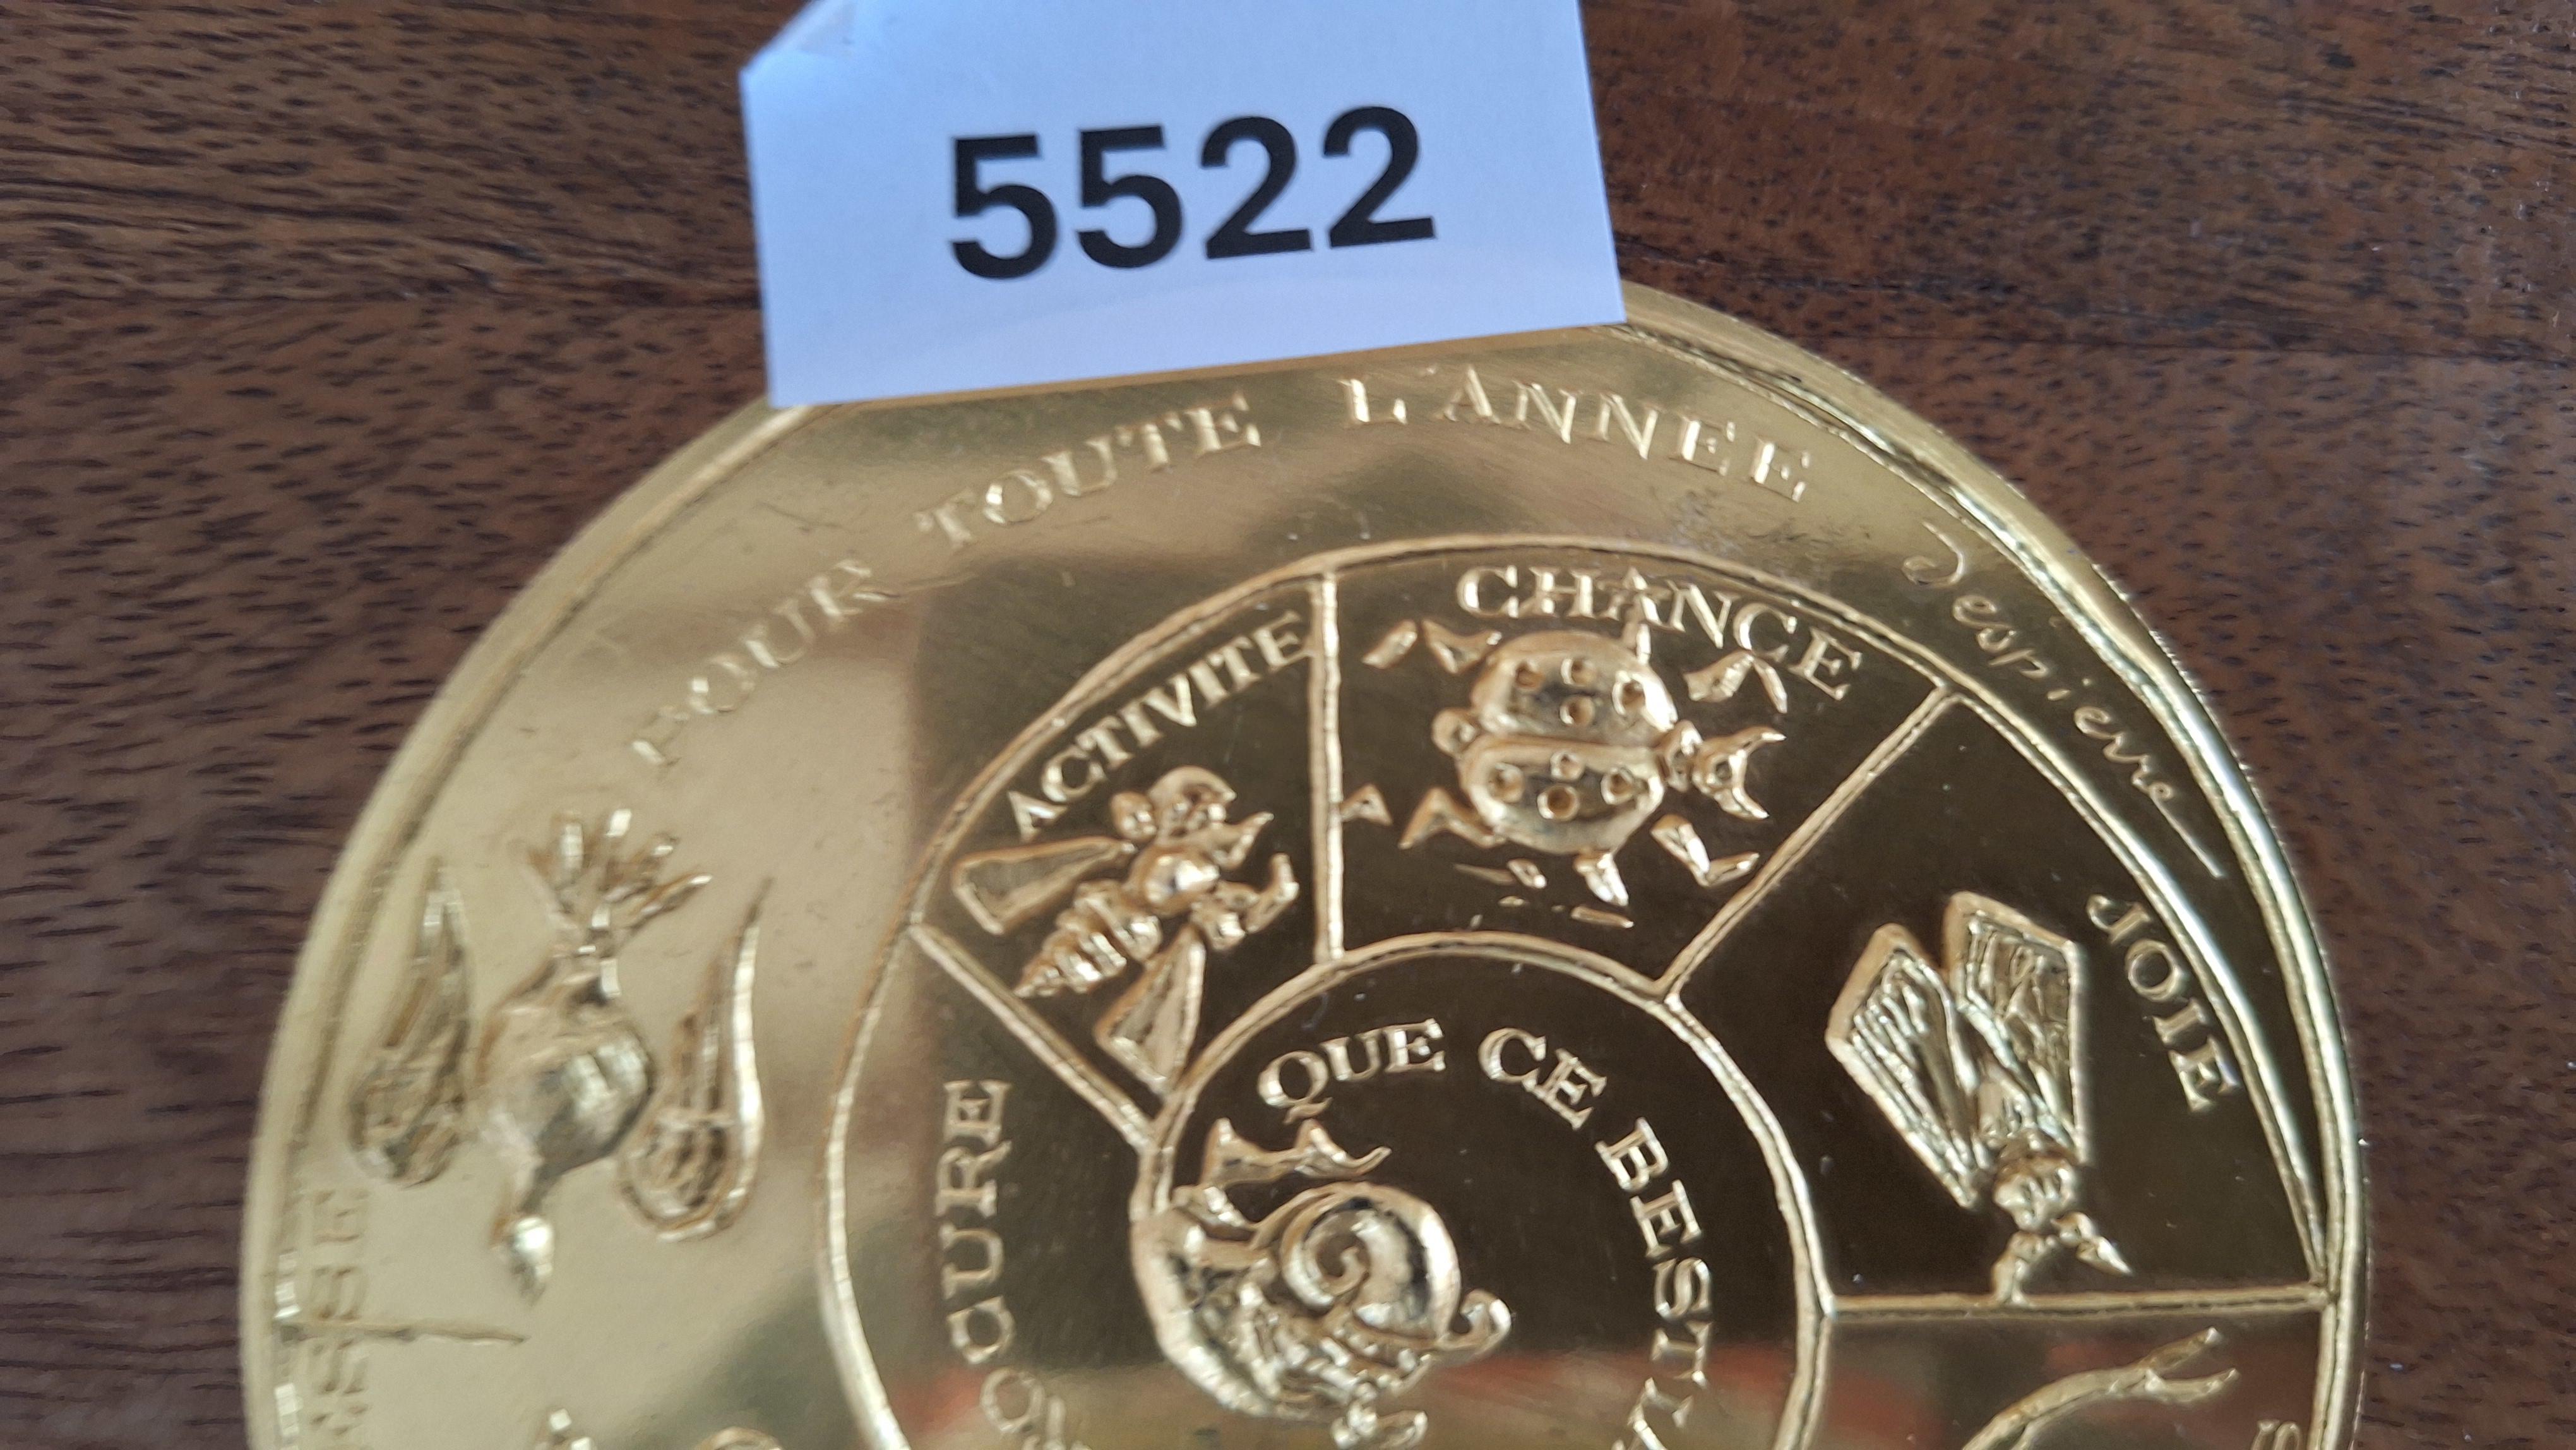 5522
POUR TOUTE L'ANNEE
Despierre
ACTIVITE
CHANCE
JOIE
QUE CE BESTI
CURE